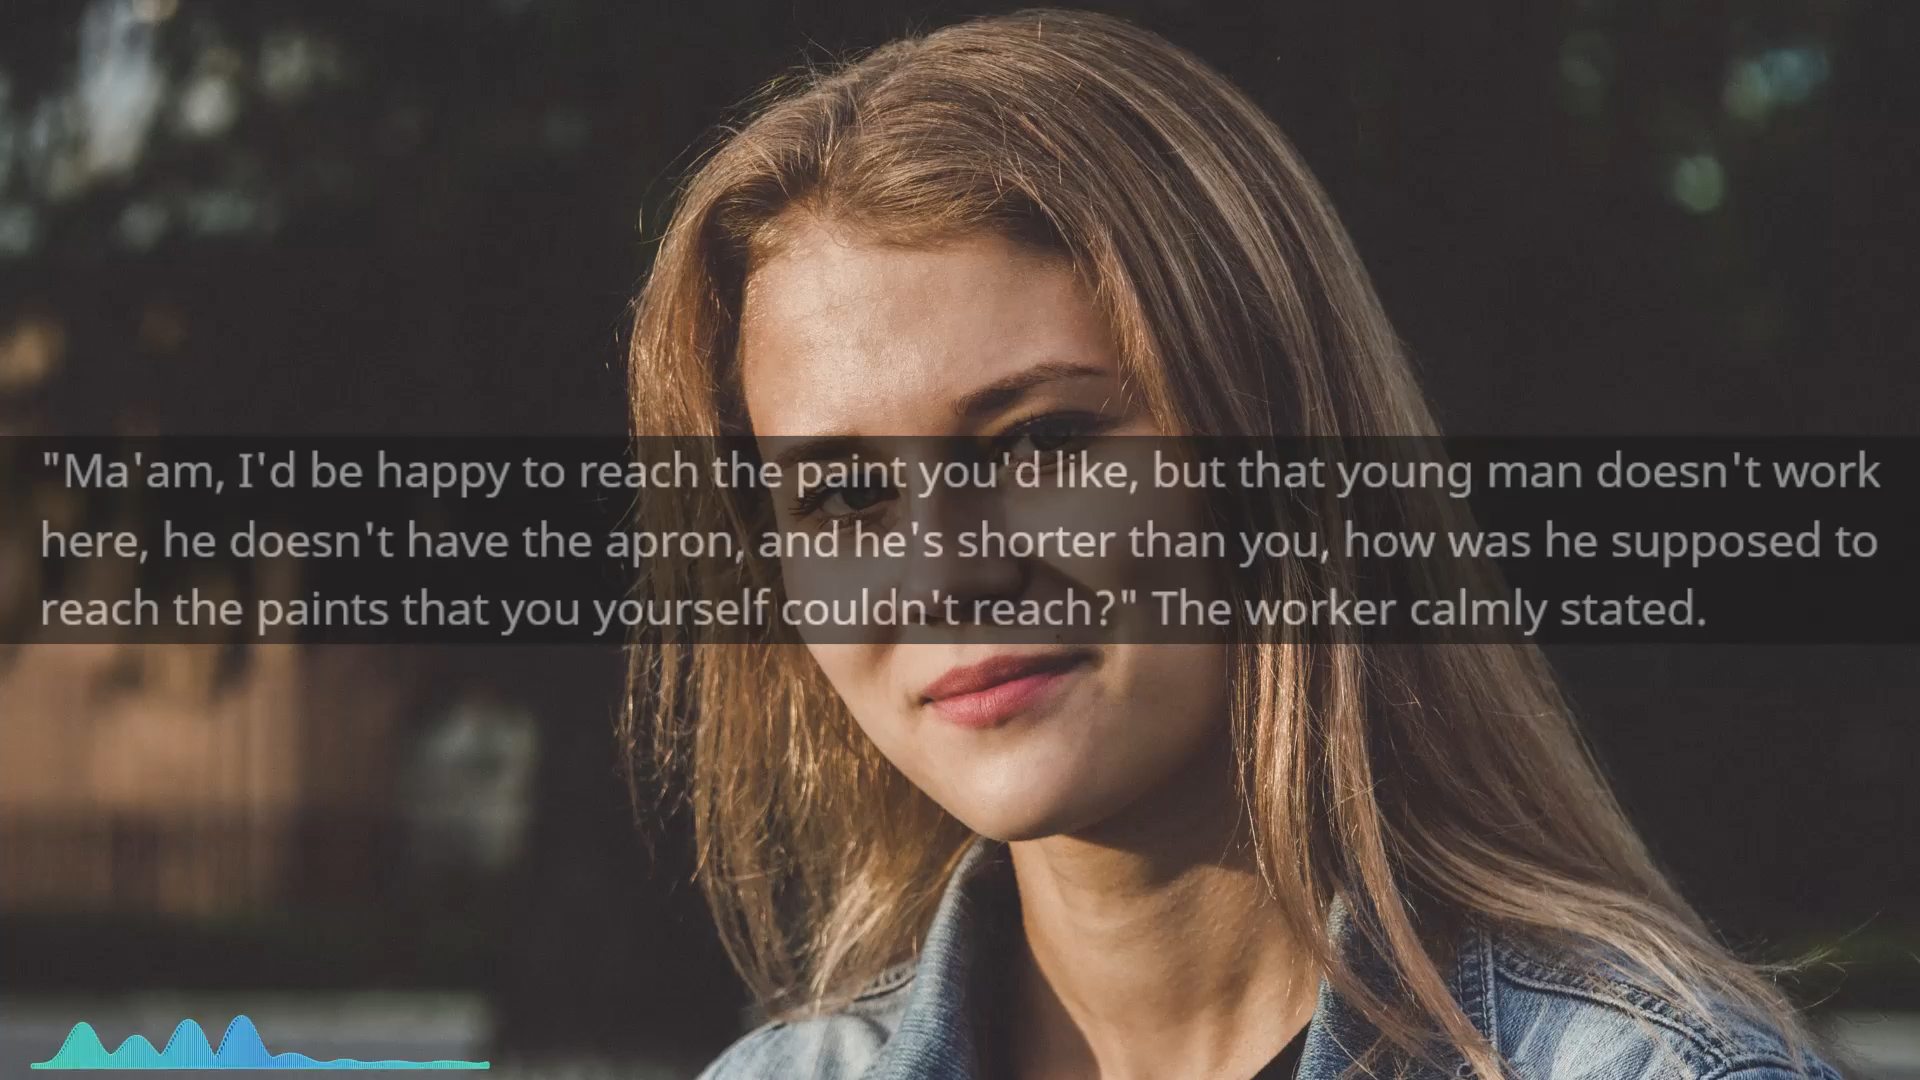 "Ma'am, I'd be happy to reach the paint you'd like, but that young man doesn't work
here, he doesn't have the apron, and he's shorter than you, how was he supposed to
reach the paints that you yourself couldn't reach?" The worker calmly stated.